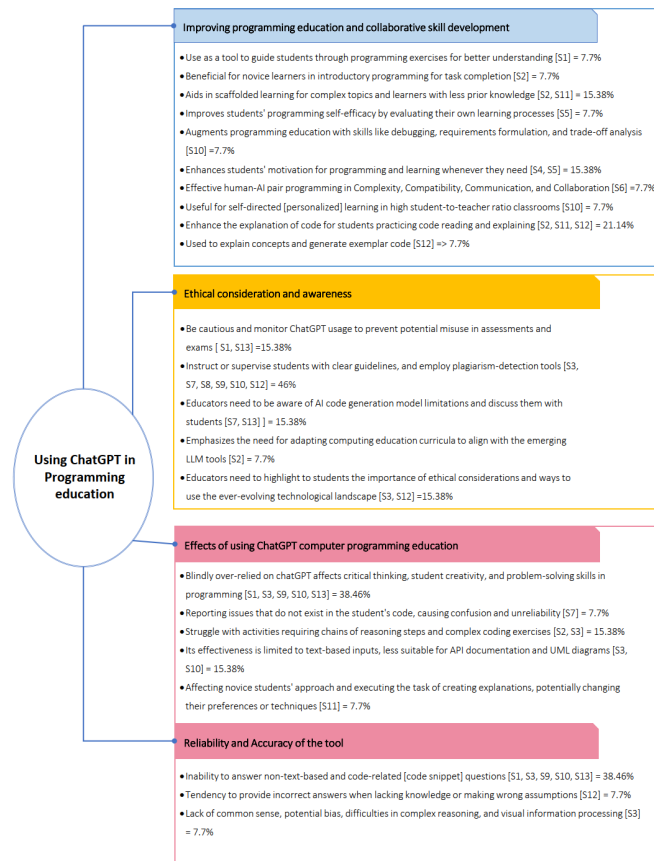 Improving programming education and collaborative skill development
•Use as a tool to guide students through programming exercises for better understanding [S1] = 7.7%
•Beneficial for novice learners in introductory programming for task completion [S2] = 7.7%
•Aids in scaffolded learning for complex topics and learners with less prior knowledge [S2, S11] = 15.38%
•Improves students' programming self-efficacy by evaluating their own learning processes [S5] = 7.7%
•Augments programming education with skills like debugging, requirements formulation, and trade-off analysis
[S10] =7.7%
•Enhances students' motivation for programming and learning whenever they need [S4, S5] = 15.38%
•Effective human-AI pair programming in Complexity, Compatibility, Communication, and Collaboration [S6] =7.7%
•Useful for self-directed [personalized] learning in high student-to-teacher ratio classrooms [S10] = 7.7%
•Enhance the explanation of code for students practicing code reading and explaining [S2, S11, S12] = 21.14%
•Used to explain concepts and generate exemplar code [S12] => 7.7%
Ethical consideration and awareness
•Be cautious and monitor ChatGPT usage to prevent potential misuse in assessments and
exams [ S1, S13] =15.38%
•Instruct or supervise students with clear guidelines, and employ plagiarism-detection tools [S3,
S7, S8, S9, S10, S12] = 46%
•Educators need to be aware of AI code generation model limitations and discuss them with
students [S7, S13] ] = 15.38%
•Emphasizes the need for adapting computing education curricula to align with the emerging
LLM tools [S2] = 7.7%
•Educators need to highlight to students the importance of ethical considerations and ways to
use the ever-evolving technological landscape [S3, S12] =15.38%
Using ChatGPT in
Programming
education
Effects of using ChatGPT computer programming education
•Blindly over-relied on chatGPT affects critical thinking, student creativity, and problem-solving skills in
programming [S1, S3, S9, S10, S13] = 38.46%
•Reporting issues that do not exist in the student's code, causing confusion and unreliability [S7] = 7.7%
•Struggle with activities requiring chains of reasoning steps and complex coding exercises [S2, S3] = 15.38%
•Its effectiveness is limited to text-based inputs, less suitable for API documentation and UML diagrams [S3,
S10] = 15.38%
•Affecting novice students' approach and executing the task of creating explanations, potentially changing
their preferences or techniques [S11] = 7.7%
Reliability and Accuracy of the tool
•Inability to answer non-text-based and code-related [code snippet] questions [S1, S3, S9, S10, S13] = 38.46%
•Tendency to provide incorrect answers when lacking knowledge or making wrong assumptions [S12] = 7.7%
•Lack of common sense, potential bias, difficulties in complex reasoning, and visual information processing [S3]
= 7.7%